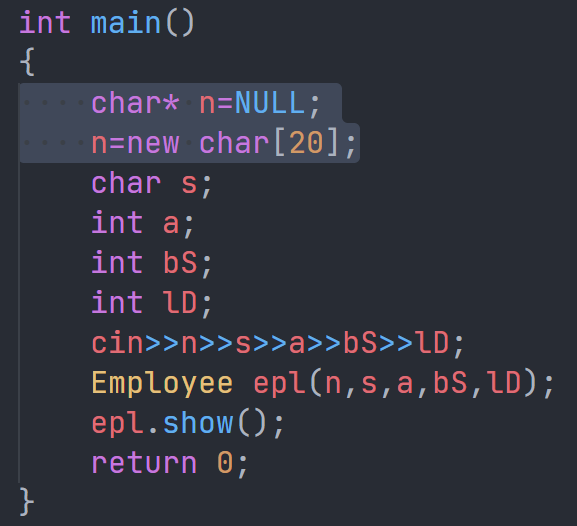 int main()
{
    char* n=NULL;
    n=new char[20];
    char s;
    int a;
    int bS;
    int lD;
    cin>>n>>s>>a>>bS>>lD;
    Employee epl(n,s,a,bS,lD);
    epl.show();
    return 0;
}